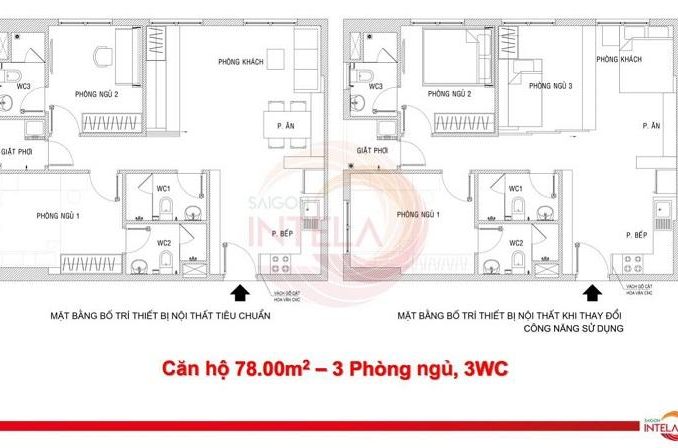 WC3
PHÒNG NGỦ 2
PHÒNG KHÁCH
P. ĂN
GIẶT PHƠI
WC1
PHÒNG NGỦ 1
WC2
P. BẾP
VÁCH GỖ CẮT
HOA VĂN CNC
MẶT BẰNG BỐ TRÍ THIẾT BỊ NỘI THẤT TIÊU CHUẨN
WC3
PHÒNG NGỦ 2
PHÒNG NGỦ 3
PHÒNG KHÁCH
P. ĂN
GIẶT PHƠI
WC1
PHÒNG NGỦ 1
WC2
P. BẾP
VÁCH GỖ CẮT
HOA VĂN CNC
MẶT BẰNG BỐ TRÍ THIẾT BỊ NỘI THẤT KHI THAY ĐỔI
CÔNG NĂNG SỬ DỤNG
SAIGON
INTELA
Căn hộ 78.00m² – 3 Phòng ngủ, 3WC
SAIGON
INTELA